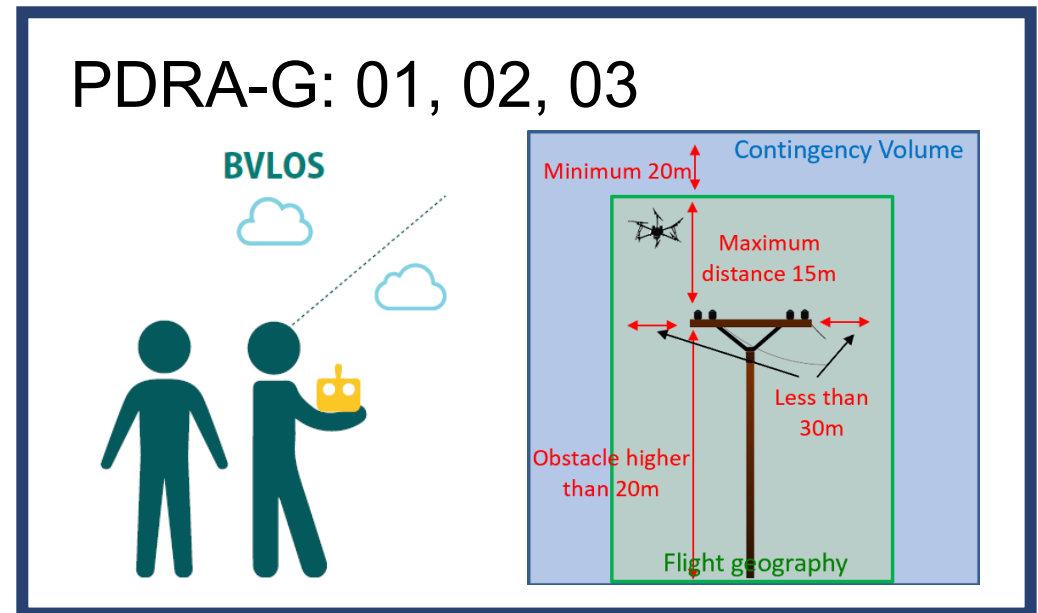 PDRA-G: 01, 02, 03
BVLOS
Contingency Volume
Minimum 20m
Maximum
distance 15m
Less than
30m
Obstacle higher
than 20m
Flight geography